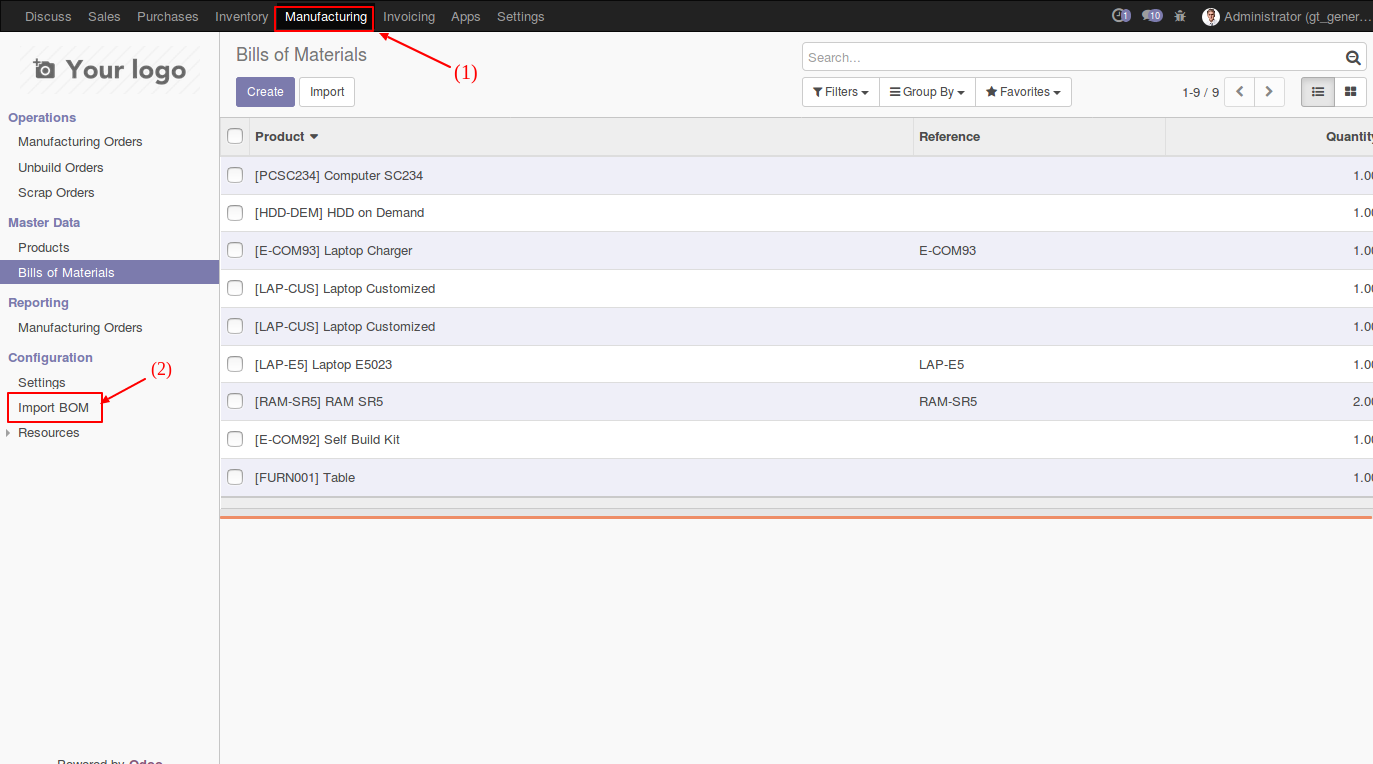 Discuss Sales Purchases Inventory Manufacturing Invoicing Apps Settings 1 10 Administrator (gt_gener...
(1)
Your logo
Bills of Materials
Search...
Create Import
Filters Group By Favorites 1-9 / 9
Operations
Manufacturing Orders
Unbuild Orders
Scrap Orders
Master Data
Products
Bills of Materials
Reporting
Manufacturing Orders
Configuration
(2)
Settings
Import BOM
Resources
Product Reference Quantity
[PCSC234] Computer SC234 1.00
[HDD-DEM] HDD on Demand 1.00
[E-COM93] Laptop Charger E-COM93 1.00
[LAP-CUS] Laptop Customized 1.00
[LAP-CUS] Laptop Customized 1.00
[LAP-E5] Laptop E5023 LAP-E5 1.00
[RAM-SR5] RAM SR5 RAM-SR5 2.00
[E-COM92] Self Build Kit 1.00
[FURN001] Table 1.00
Powered by Odoo